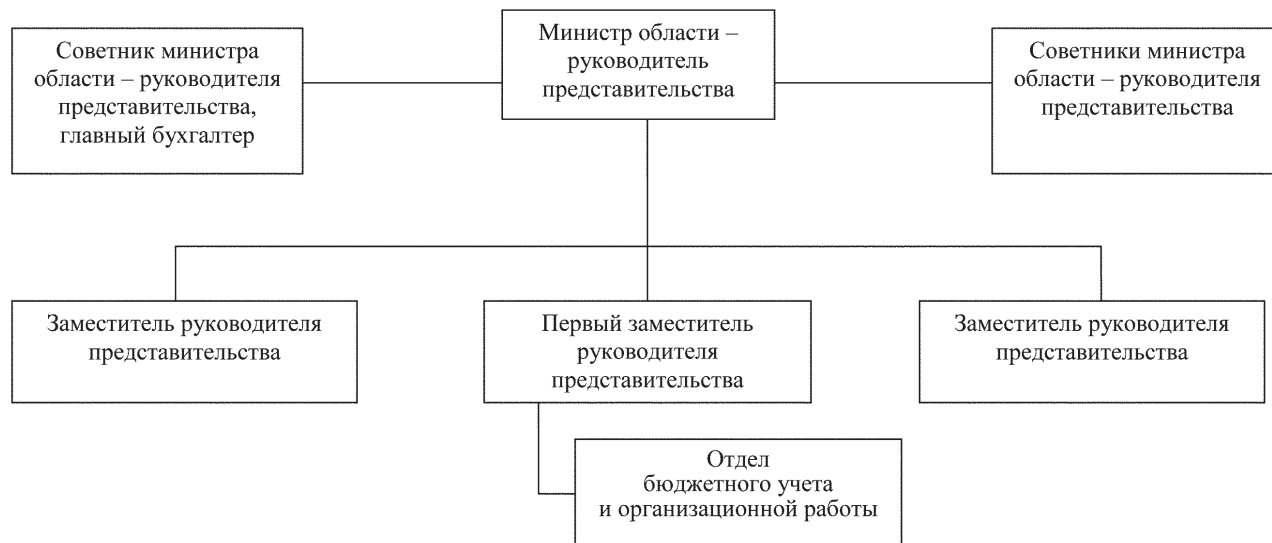 Советник министра
области – руководителя
представительства,
главный бухгалтер
Министр области –
руководитель
представительства
Советники министра
области – руководителя
представительства
Заместитель руководителя
представительства
Первый заместитель
руководителя
представительства
Заместитель руководителя
представительства
Отдел
бюджетного учета
и организационной работы